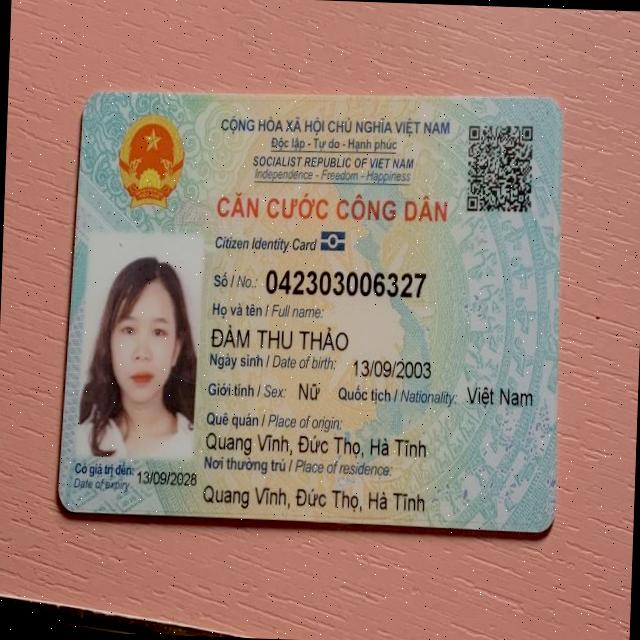 CỘNG HÒA XÃ HỘI CHỦ NGHĨA VIỆT NAM
Độc lập - Tự do - Hạnh phúc
SOCIALIST REPUBLIC OF VIET NAM
Independence - Freedom - Happiness
CĂN CƯỚC CÔNG DÂN
Citizen Identity Card
Số / No.: 042303006327
Họ và tên / Full name:
ĐÀM THU THẢO
Ngày sinh / Date of birth: 13/09/2003
Giới tính / Sex: Nữ Quốc tịch / Nationality: Việt Nam
Quê quán / Place of origin:
Quang Vĩnh, Đức Thọ, Hà Tĩnh
Nơi thường trú / Place of residence:
Quang Vĩnh, Đức Thọ, Hà Tĩnh
Có giá trị đến: 13/09/2028
Date of expiry